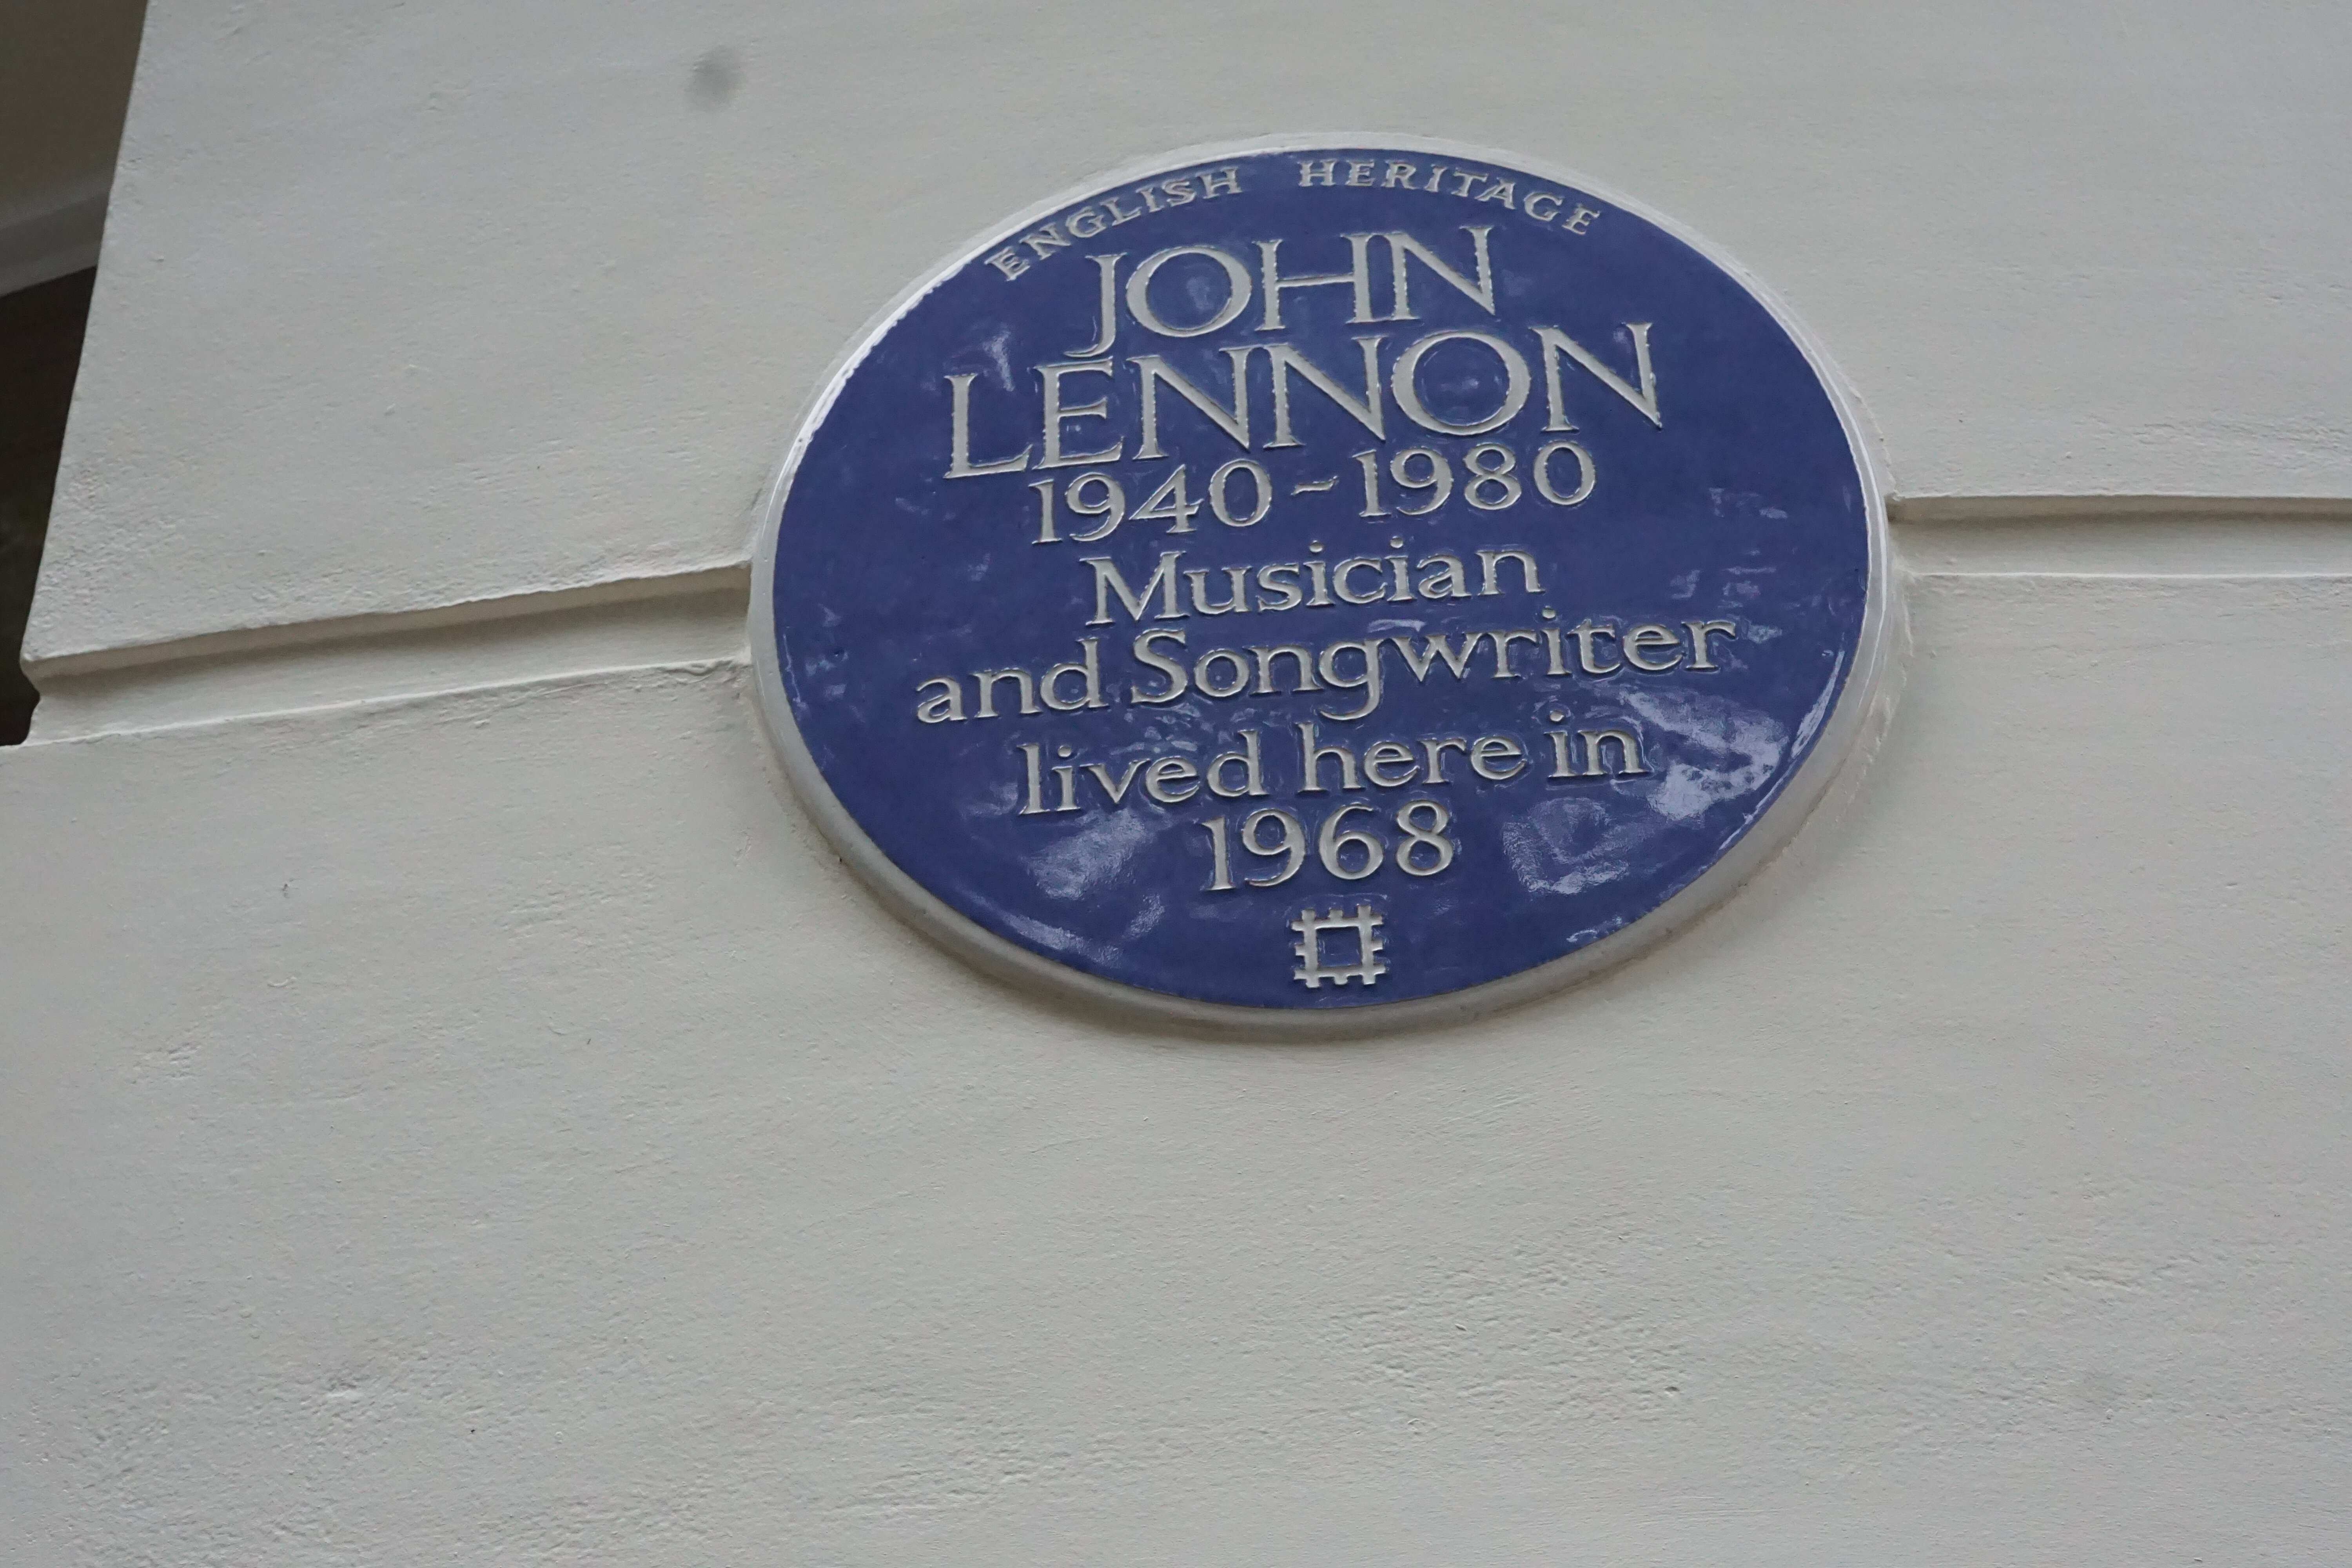 ENGLISH HERITAGE
JOHN
LENNON
1940-1980
Musician
and Songwriter
lived here in
1968